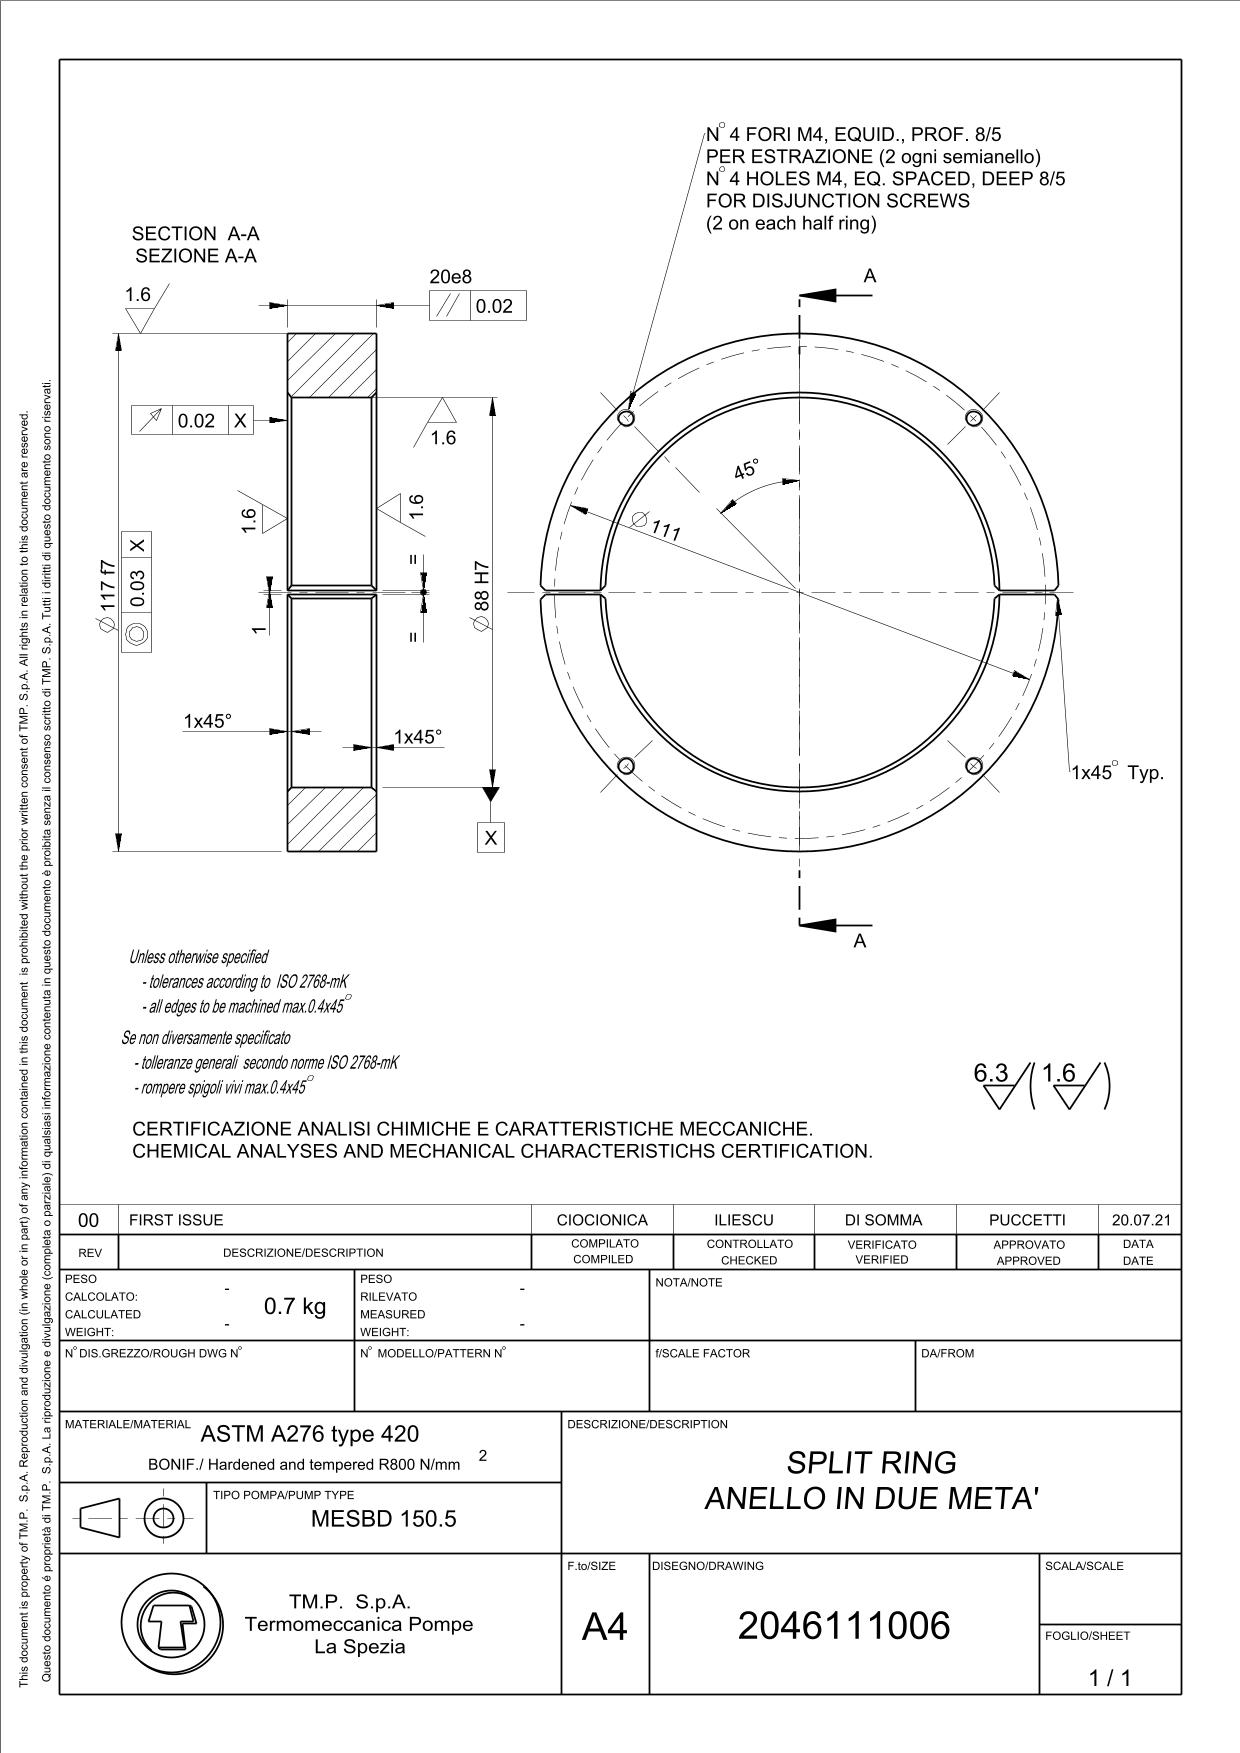 N° 4 FORI M4, EQUID., PROF. 8/5
PER ESTRAZIONE (2 ogni semianello)
N° 4 HOLES M4, EQ. SPACED, DEEP 8/5
FOR DISJUNCTION SCREWS
(2 on each half ring)
SECTION A-A
SEZIONE A-A
A
20e8
// 0.02
1.6
0.02 X
1.6
45°
1.6
1.6
Ø 111
=
Ø 117 f7
0.03 X
Ø 88 H7
1
=
1x45°
1x45°
1x45° Typ.
X
A
Unless otherwise specified
- tolerances according to ISO 2768-mK
- all edges to be machined max.0.4x45°
Se non diversamente specificato
- tolleranze generali secondo norme ISO 2768-mK
- rompere spigoli vivi max.0.4x45°
6.3 ( 1.6 )
CERTIFICAZIONE ANALISI CHIMICHE E CARATTERISTICHE MECCANICHE.
CHEMICAL ANALYSES AND MECHANICAL CHARACTERISTICHS CERTIFICATION.
00 FIRST ISSUE CIOCIONICA ILIESCU DI SOMMA PUCCETTI 20.07.21
REV DESCRIZIONE/DESCRIPTION COMPILATO COMPILED CONTROLLATO CHECKED VERIFICATO VERIFIED APPROVATO APPROVED DATA DATE
PESO
CALCOLATO: -
CALCULATED
WEIGHT: -
0.7 kg
PESO
RILEVATO -
MEASURED
WEIGHT: -
NOTA/NOTE
N° DIS.GREZZO/ROUGH DWG N°
N° MODELLO/PATTERN N°
f/SCALE FACTOR
DA/FROM
MATERIALE/MATERIAL ASTM A276 type 420
BONIF./ Hardened and tempered R800 N/mm 2
DESCRIZIONE/DESCRIPTION
SPLIT RING
ANELLO IN DUE META'
TIPO POMPA/PUMP TYPE
MESBD 150.5
TM.P. S.p.A.
Termomeccanica Pompe
La Spezia
F.to/SIZE
A4
DISEGNO/DRAWING
2046111006
SCALA/SCALE
FOGLIO/SHEET
1 / 1
This document is property of TM.P. S.p.A. Reproduction and divulgation (in whole or in part) of any information contained in this document is prohibited without the prior written consent of TMP. S.p.A. All rights in relation to this document are reserved.
Questo documento é proprietà di TM.P. S.p.A. La riproduzione e divulgazione (completa o parziale) di qualsiasi informazione contenuta in questo documento è proibita senza il consenso scritto di TMP. S.p.A. Tutti i diritti di questo documento sono riservati.